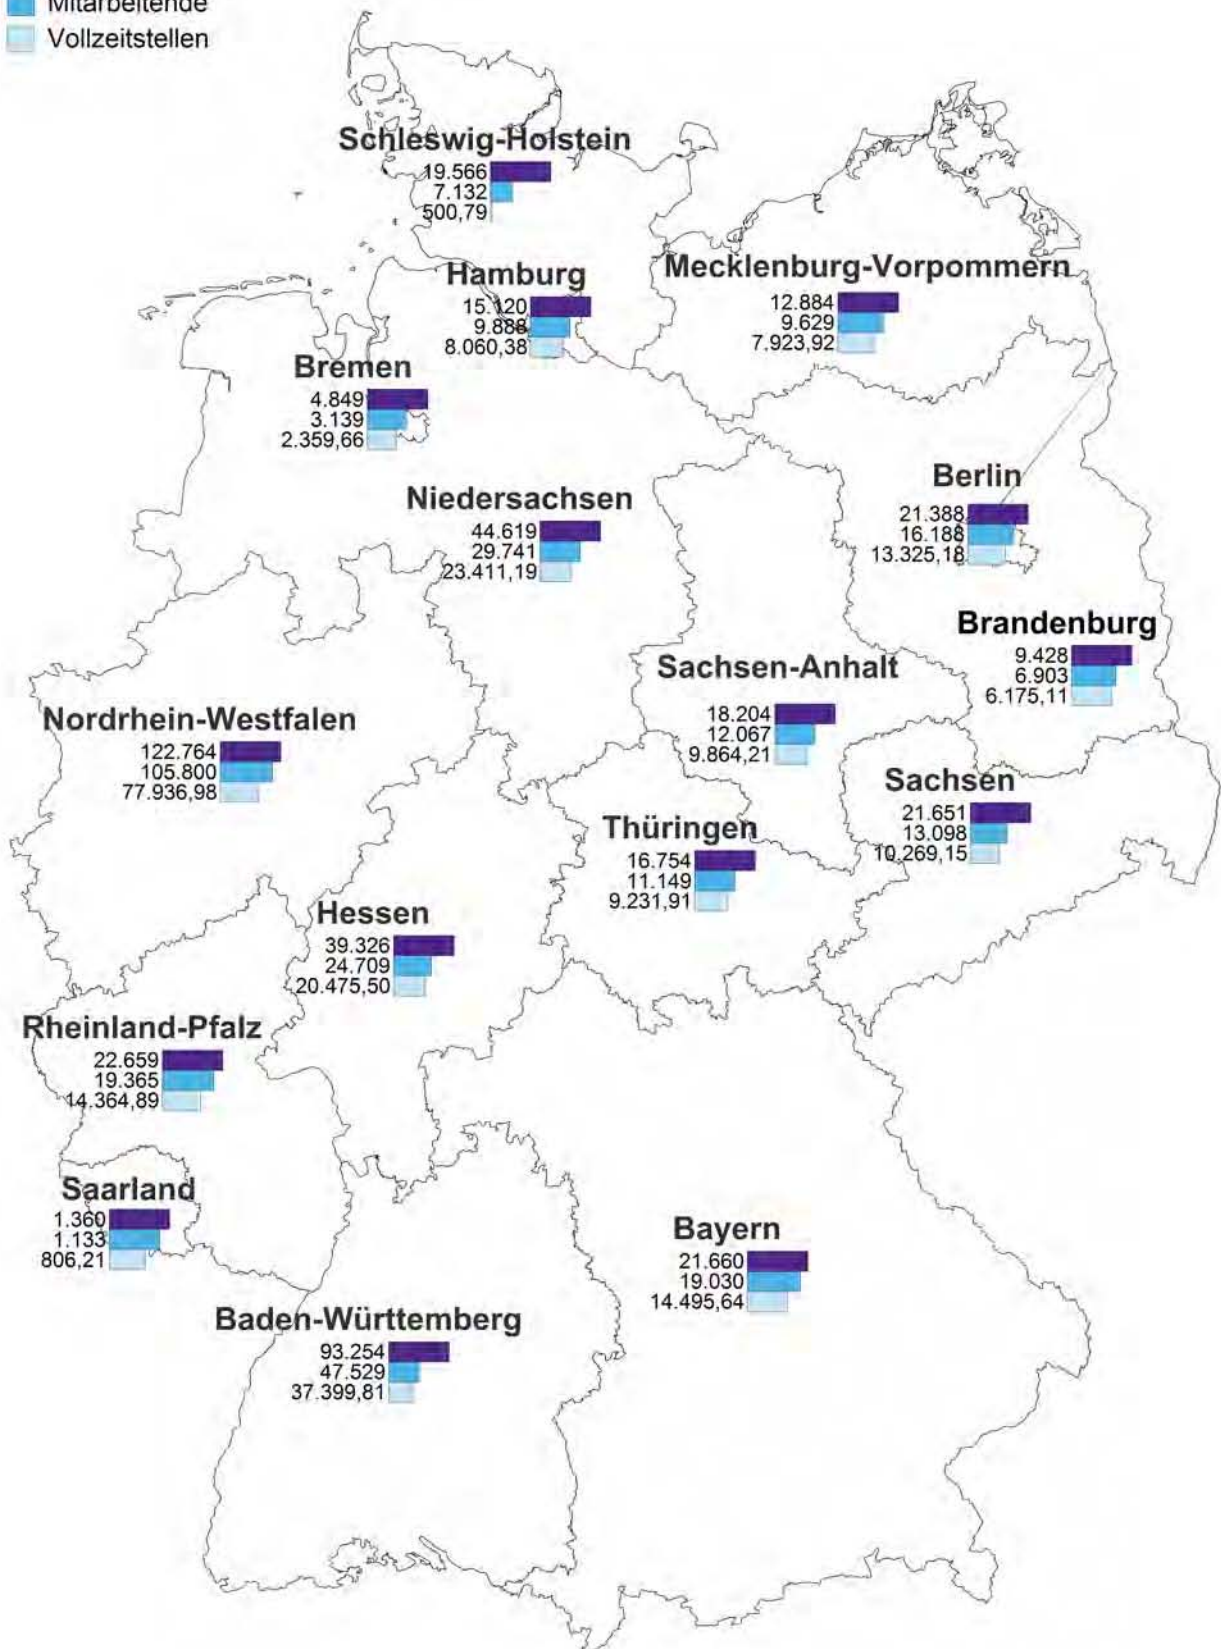 Mitarbeitende
Vollzeitstellen
Schleswig-Holstein
19.566
7.132
500,79
Hamburg
15.120
9.888
8.060,38
Mecklenburg-Vorpommern
12.884
9.629
7.923,92
Bremen
4.849
3.139
2.359,66
Niedersachsen
44.619
29.741
23.411,19
Berlin
21.388
16.188
13.325,18
Brandenburg
9.428
6.903
6.175,11
Sachsen-Anhalt
18.204
12.067
9.864,21
Nordrhein-Westfalen
122.764
105.800
77.936,98
Sachsen
21.651
13.098
10.269,15
Thüringen
16.754
11.149
9.231,91
Hessen
39.326
24.709
20.475,50
Rheinland-Pfalz
22.659
19.365
14.364,89
Saarland
1.360
1.133
806,21
Bayern
21.660
19.030
14.495,64
Baden-Württemberg
93.254
47.529
37.399,81